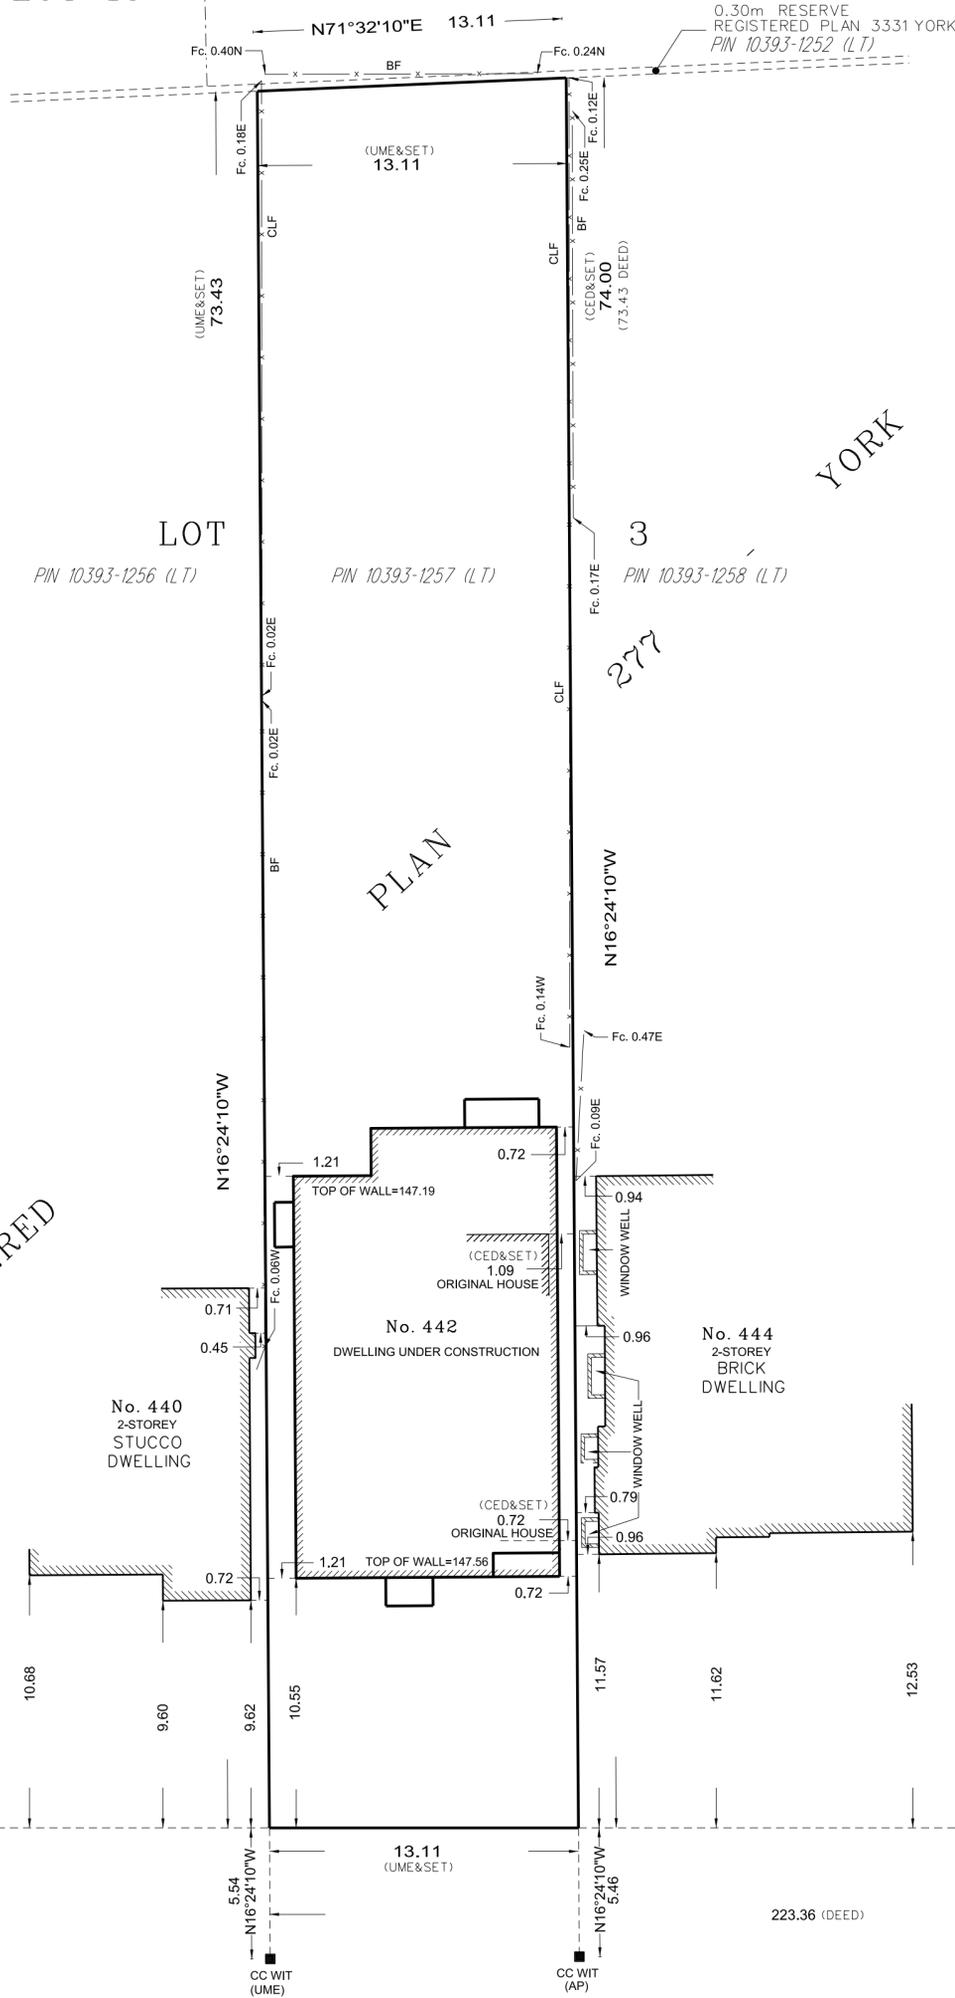 0.30m RESERVE
REGISTERED PLAN 3331 YORK
PIN 10393-1252 (LT)
N71°32'10"E 13.11
Fc. 0.40N
BF
Fc. 0.24N
Fc. 0.18E
(UME&SET)
13.11
Fc. 0.12E
Fc. 0.25E
CLF
CLF
BF
(UME&SET)
73.43
(CED&SET)
74.00
(73.43 DEED)
YORK
LOT
3
PIN 10393-1256 (LT)
PIN 10393-1257 (LT)
PIN 10393-1258 (LT)
Fc. 0.17E
Fc. 0.02E
277
CLF
Fc. 0.02E
BF
PLAN
N16°24'10"W
Fc. 0.14W
Fc. 0.47E
N16°24'10"W
Fc. 0.09E
0.72
1.21
TOP OF WALL=147.19
0.94
WINDOW WELL
RED
Fc. 0.06W
(CED&SET)
1.09
ORIGINAL HOUSE
0.71
0.45
No. 442
DWELLING UNDER CONSTRUCTION
0.96
No. 444
2-STOREY
BRICK
DWELLING
No. 440
2-STOREY
STUCCO
DWELLING
WINDOW WELL
(CED&SET)
0.72
ORIGINAL HOUSE
0.79
0.96
1.21
TOP OF WALL=147.56
0.72
0.72
10.68
9.60
9.62
10.55
11.57
11.62
12.53
13.11
(UME&SET)
5.54
N16°24'10"W
N16°24'10"W
5.46
223.36 (DEED)
CC WIT
(UME)
CC WIT
(AP)